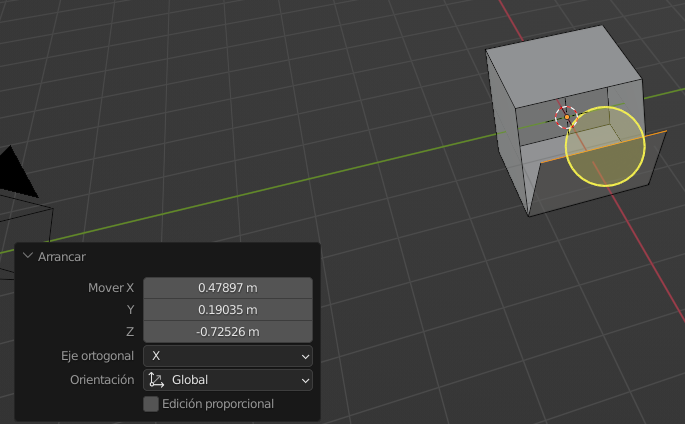 Arrancar
Mover X 0.47897 m
Y 0.19035 m
Z -0.72526 m
Eje ortogonal X
Orientación Global
Edición proporcional